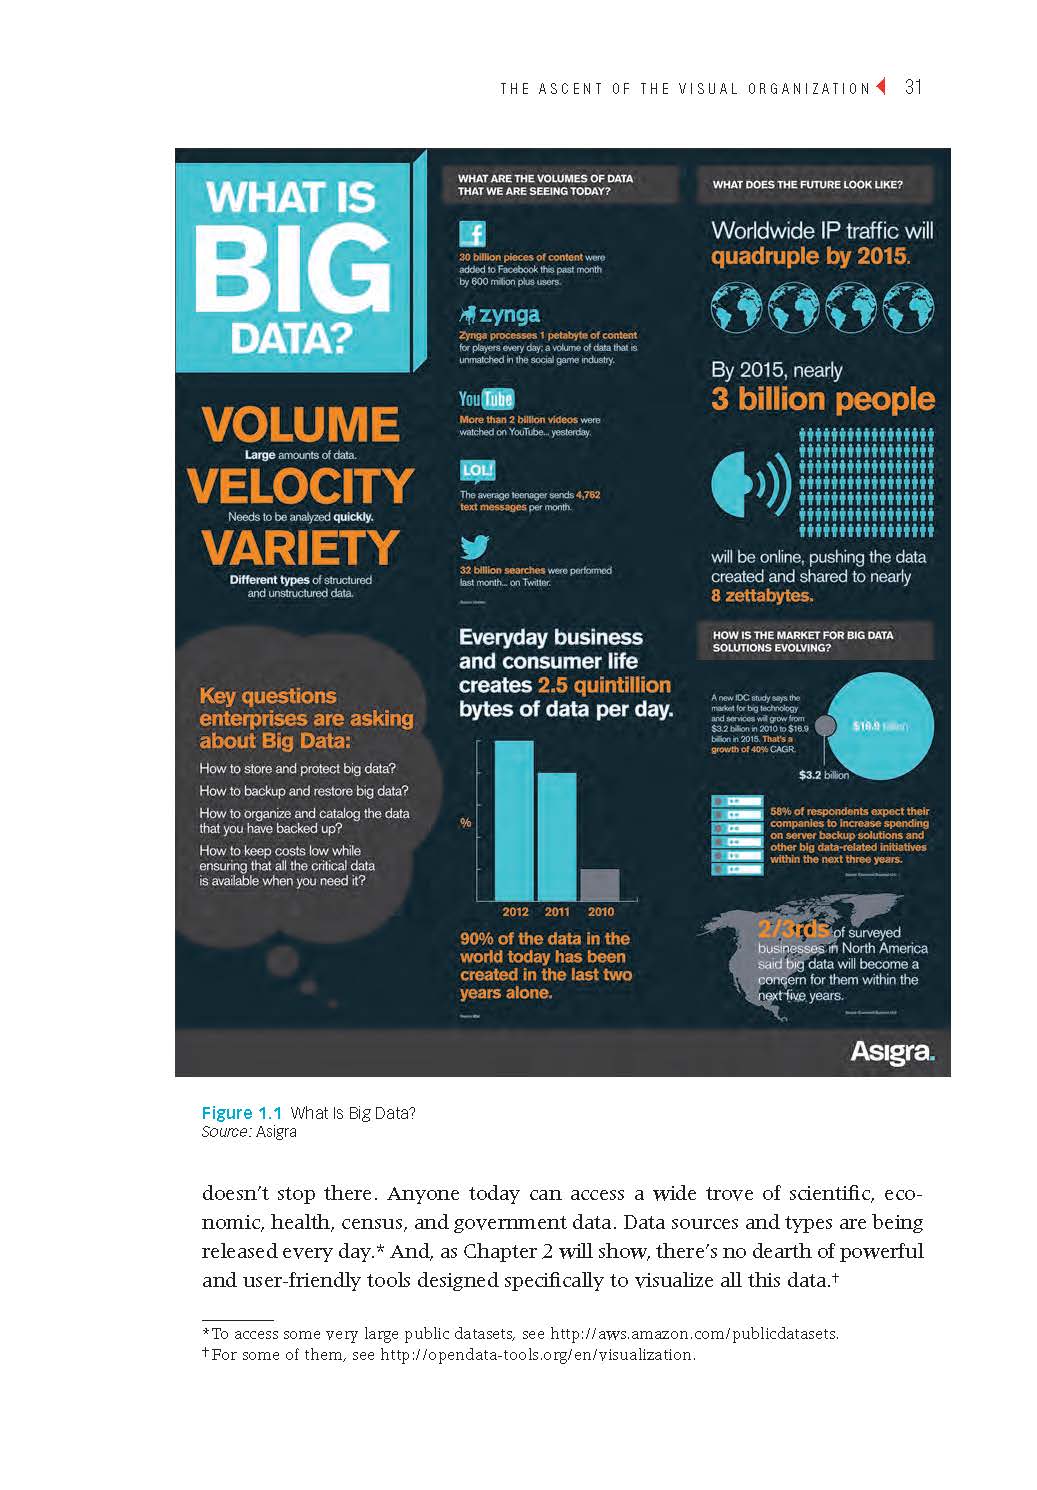 THE ASCENT OF THE VISUAL ORGANIZATION 31
WHAT IS
BIG
DATA?
VOLUME
Large amounts of data.
VELOCITY
Needs to be analyzed quickly.
VARIETY
Different types of structured
and unstructured data.
Key questions
enterprises are asking
about Big Data:
How to store and protect big data?
How to backup and restore big data?
How to organize and catalog the data
that you have backed up?
How to keep costs low while
ensuring that all the critical data
is available when you need it?
WHAT ARE THE VOLUMES OF DATA
THAT WE ARE SEEING TODAY?
f
30 billion pieces of content were
added to Facebook this past month
by 600 million plus users.
zynga
Zynga processes 1 petabyte of content
for players every day; a volume of data that is
unmatched in the social game industry.
YouTube
More than 2 billion videos were
watched on YouTube... yesterday.
LOL!
The average teenager sends 4,762
text messages per month.
32 billion searches were performed
last month... on Twitter.
Everyday business
and consumer life
creates 2.5 quintillion
bytes of data per day.
%
2012 2011 2010
90% of the data in the
world today has been
created in the last two
years alone.
WHAT DOES THE FUTURE LOOK LIKE?
Worldwide IP traffic will
quadruple by 2015.
By 2015, nearly
3 billion people
will be online, pushing the data
created and shared to nearly
8 zettabytes.
HOW IS THE MARKET FOR BIG DATA
SOLUTIONS EVOLVING?
A new IDC study says the
market for big technology
and services will grow from
$3.2 billion in 2010 to $16.9
billion in 2015. That's a
growth of 40% CAGR.
$16.9 billion
$3.2 billion
58% of respondents expect their
companies to increase spending
on server backup solutions and
other big data-related initiatives
within the next three years.
2/3rds of surveyed
businesses in North America
said big data will become a
concern for them within the
next five years.
Asigra.
Figure 1.1 What Is Big Data?
Source: Asigra
doesn't stop there. Anyone today can access a wide trove of scientific, eco-
nomic, health, census, and government data. Data sources and types are being
released every day.* And, as Chapter 2 will show, there's no dearth of powerful
and user-friendly tools designed specifically to visualize all this data.†
*To access some very large public datasets, see http://aws.amazon.com/publicdatasets.
†For some of them, see http://opendata-tools.org/en/visualization.